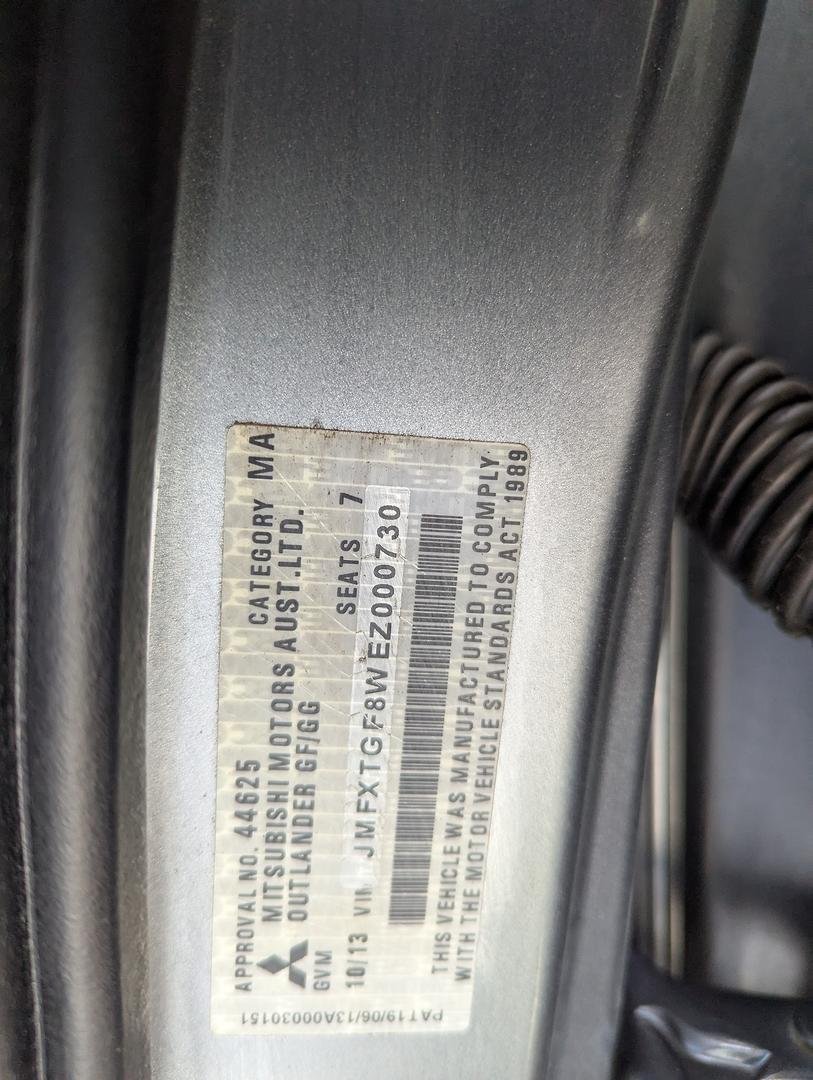 APPROVAL NO. 44625 CATEGORY MA
MITSUBISHI MOTORS AUST.LTD.
OUTLANDER GF/GG
GVM SEATS 7
10/13 VIN JMFXTGF8WEZ000730
THIS VEHICLE WAS MANUFACTURED TO COMPLY
WITH THE MOTOR VEHICLE STANDARDS ACT 1989
PAT19/06/13A00030151